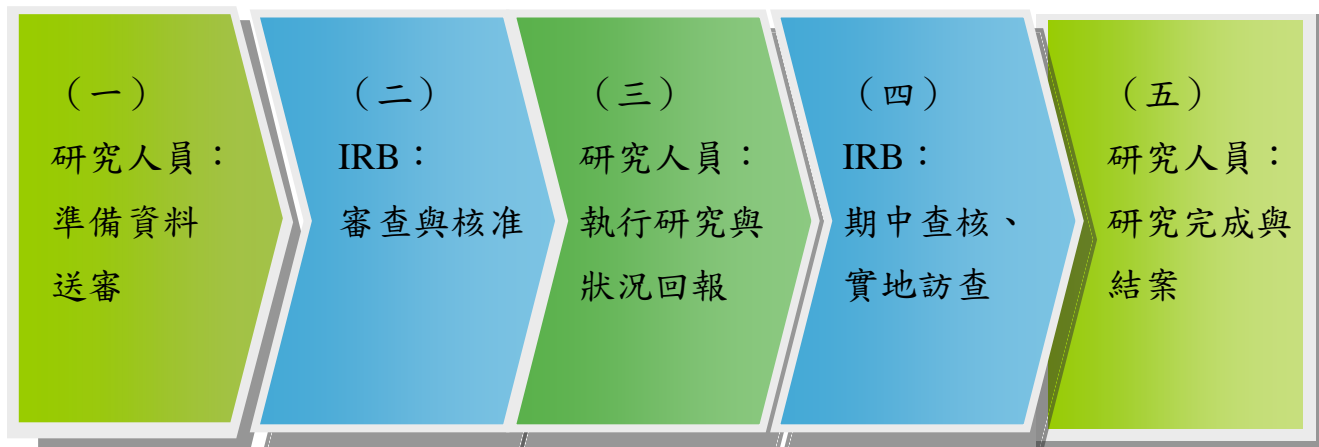 （一）
研究人員：
準備資料
送審
（二）
IRB：
審查與核准
（三）
研究人員：
執行研究與
狀況回報
（四）
IRB：
期中查核、
實地訪查
（五）
研究人員：
研究完成與
結案